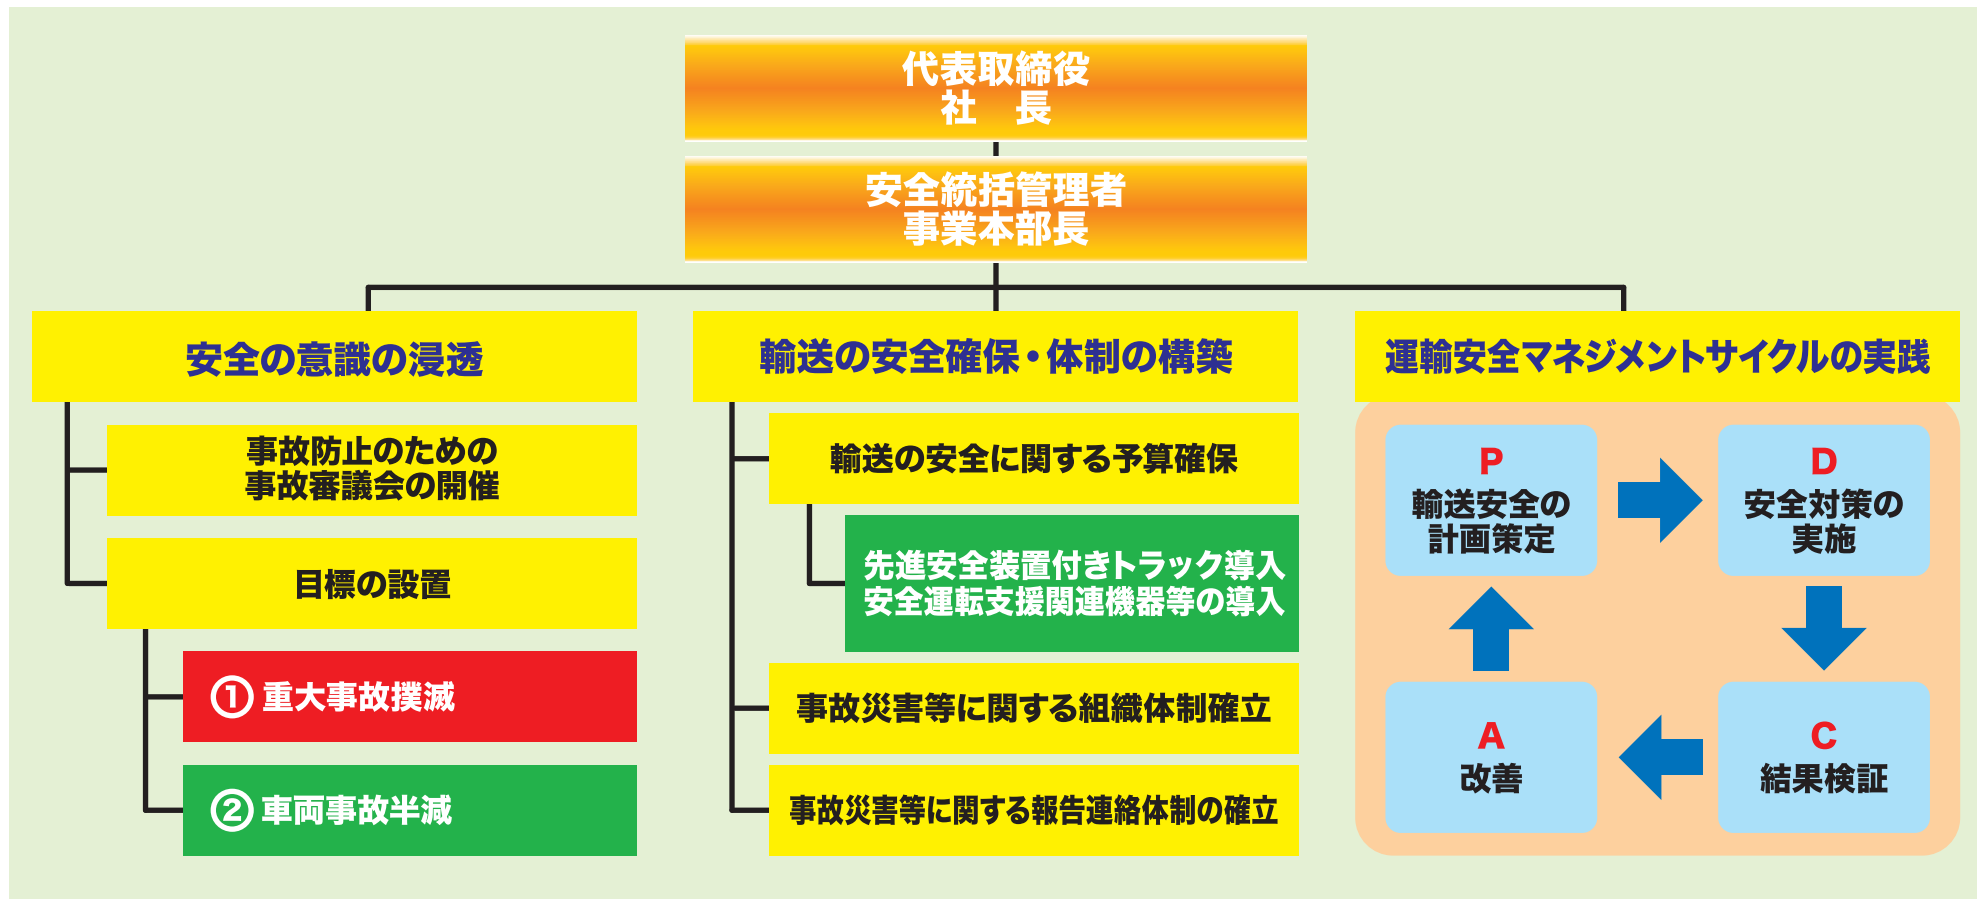 代表取締役
社　長
安全統括管理者
事業本部長
安全の意識の浸透
事故防止のための
事故審議会の開催
目標の設置
①重大事故撲滅
②車両事故半減
輸送の安全確保・体制の構築
輸送の安全に関する予算確保
先進安全装置付きトラック導入
安全運転支援関連機器等の導入
事故災害等に関する組織体制確立
事故災害等に関する報告連絡体制の確立
運輸安全マネジメントサイクルの実践
P
輸送安全の
計画策定
D
安全対策の
実施
A
改善
C
結果検証